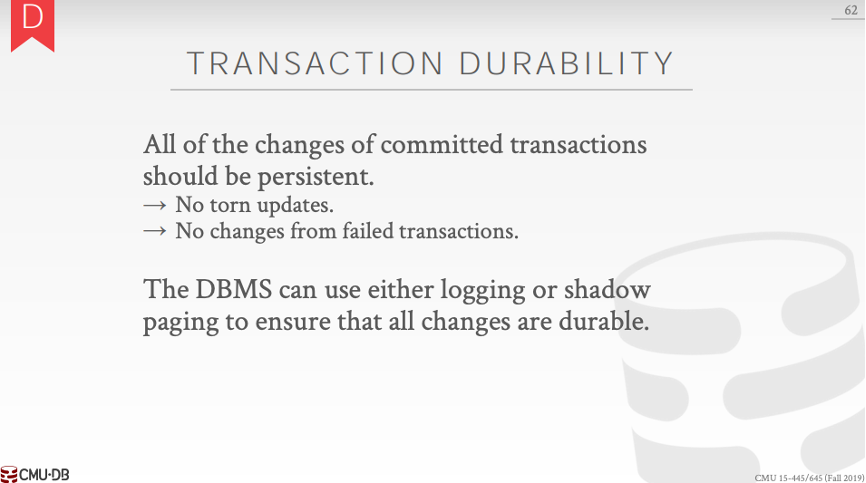 D
62
TRANSACTION DURABILITY
All of the changes of committed transactions
should be persistent.
→ No torn updates.
→ No changes from failed transactions.
The DBMS can use either logging or shadow
paging to ensure that all changes are durable.
CMU·DB
CMU 15-445/645 (Fall 2019)